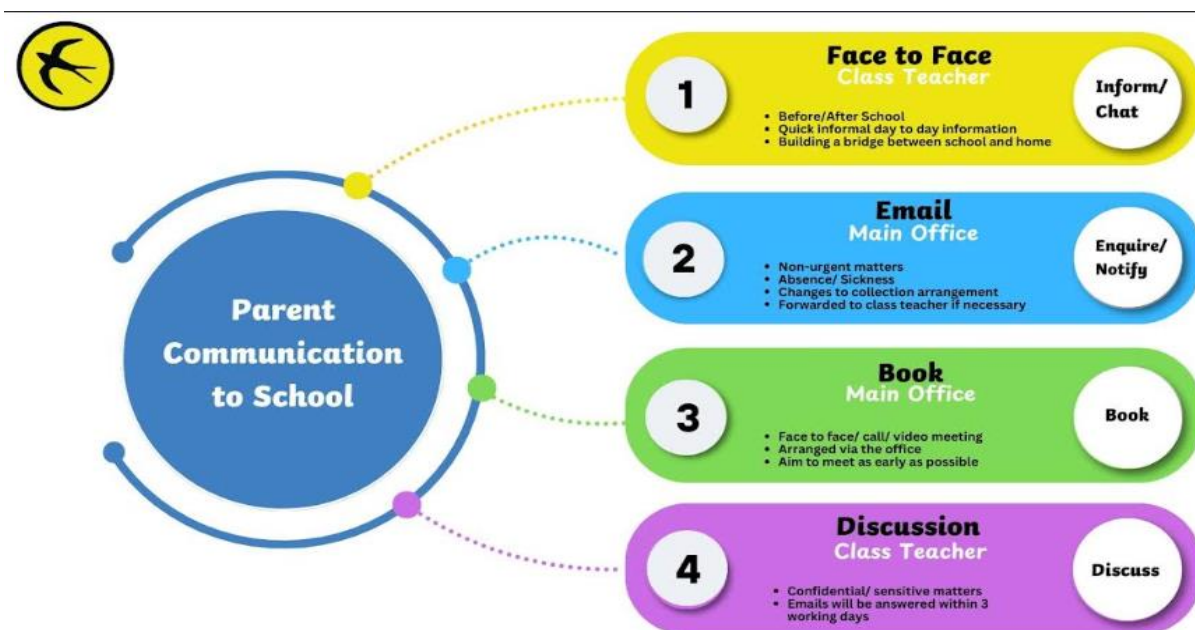 Parent
Communication
to School
1
Face to Face
Class Teacher
• Before/After School
• Quick informal day to day information
• Building a bridge between school and home
Inform/
Chat
2
Email
Main Office
• Non-urgent matters
• Absence/ Sickness
• Changes to collection arrangement
• Forwarded to class teacher if necessary
Enquire/
Notify
3
Book
Main Office
• Face to face/ call/ video meeting
• Arranged via the office
• Aim to meet as early as possible
Book
4
Discussion
Class Teacher
• Confidential/ sensitive matters
• Emails will be answered within 3
working days
Discuss